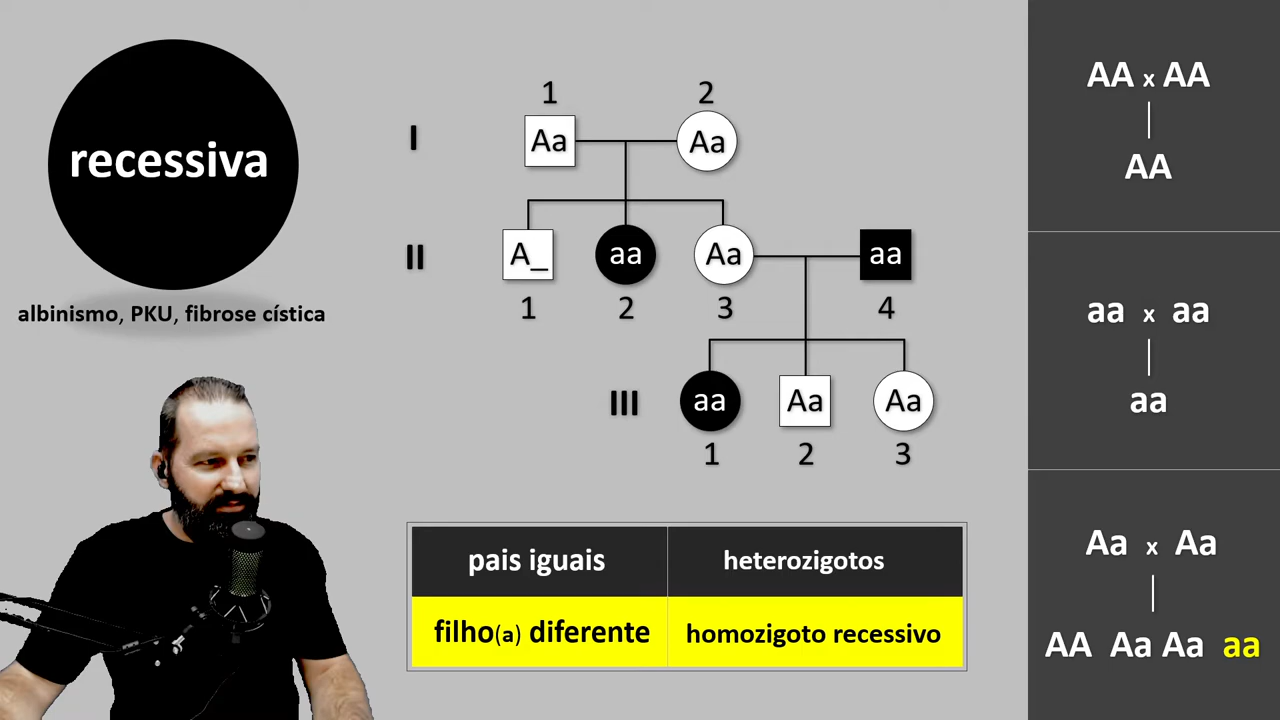 recessiva
albinismo, PKU, fibrose cística
1 2
I Aa Aa
II A_ aa Aa aa
1 2 3 4
III aa Aa Aa
1 2 3
pais iguais heterozigotos
filho(a) diferente homozigoto recessivo
AA x AA
AA
aa x aa
aa
Aa x Aa
AA Aa Aa aa